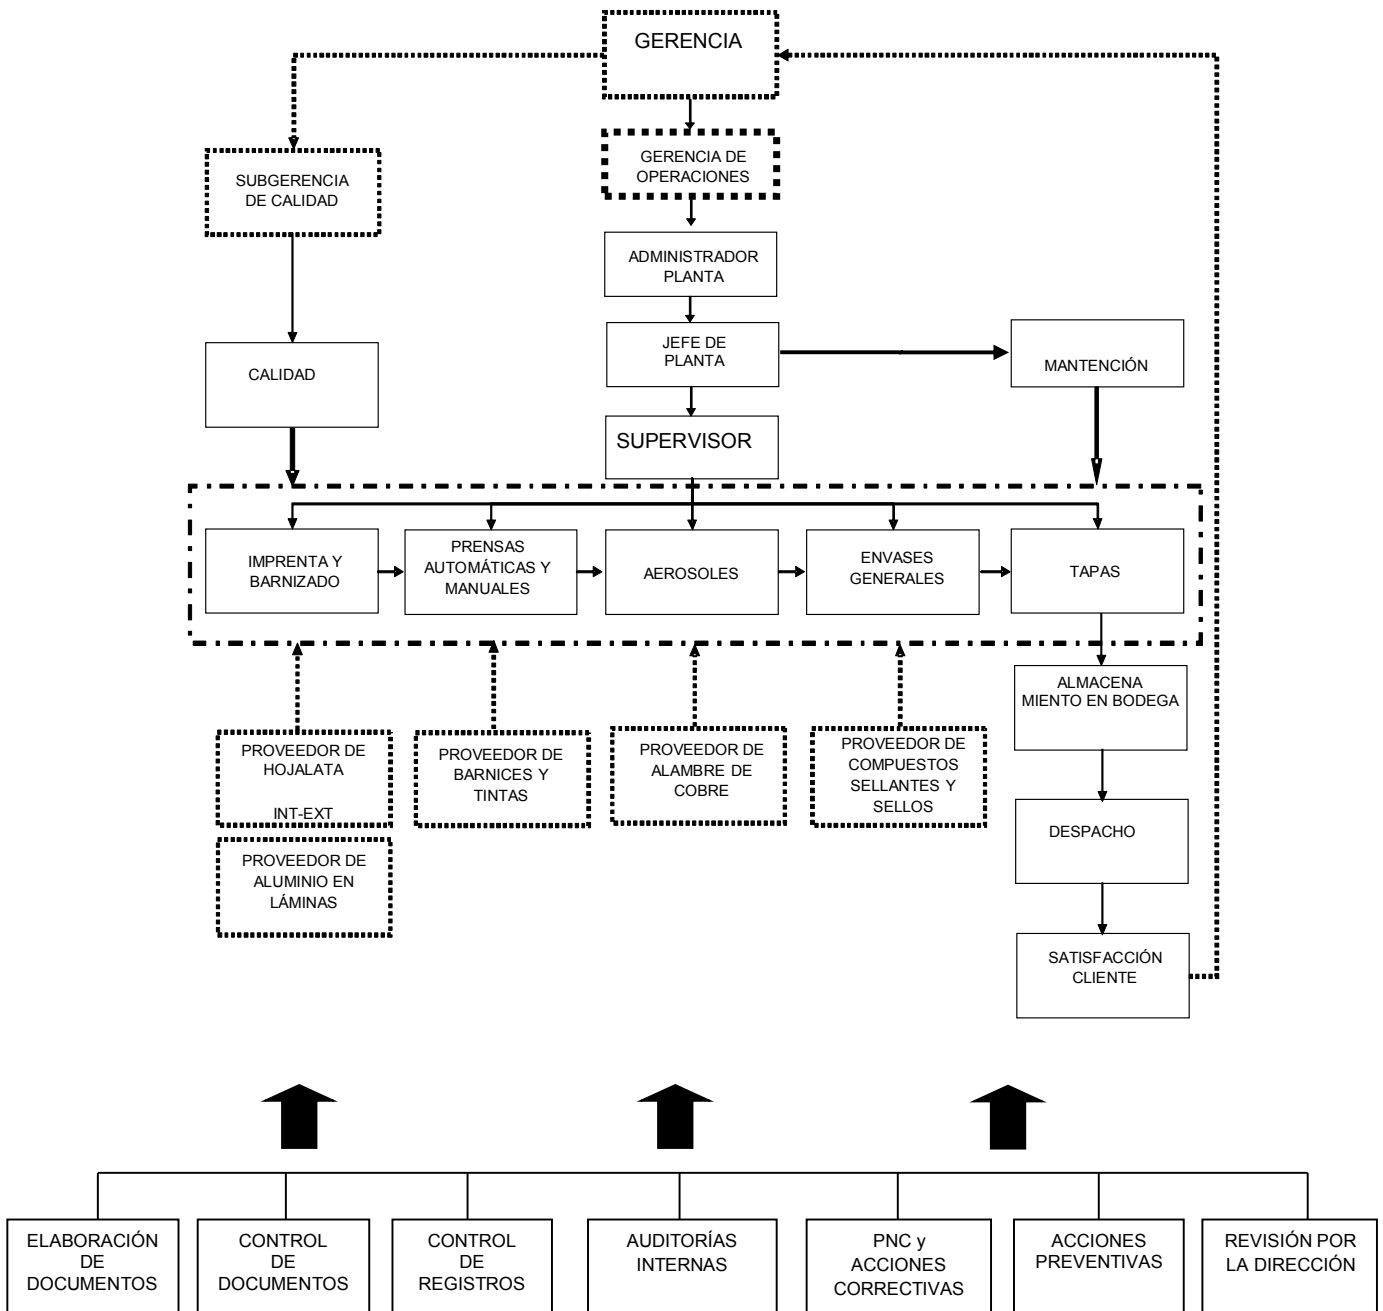 GERENCIA
GERENCIA DE
OPERACIONES
SUBGERENCIA
DE CALIDAD
ADMINISTRADOR
PLANTA
JEFE DE
PLANTA
MANTENCIÓN
CALIDAD
SUPERVISOR
IMPRENTA Y
BARNIZADO
PRENSAS
AUTOMÁTICAS Y
MANUALES
AEROSOLES
ENVASES
GENERALES
TAPAS
ALMACENA
MIENTO EN BODEGA
PROVEEDOR DE
HOJALATA
INT-EXT
PROVEEDOR DE
BARNICES Y
TINTAS
PROVEEDOR DE
ALAMBRE DE
COBRE
PROVEEDOR DE
COMPUESTOS
SELLANTES Y
SELLOS
DESPACHO
PROVEEDOR DE
ALUMINIO EN
LÁMINAS
SATISFACCIÓN
CLIENTE
ELABORACIÓN
DE
DOCUMENTOS
CONTROL
DE
DOCUMENTOS
CONTROL
DE
REGISTROS
AUDITORÍAS
INTERNAS
PNC y
ACCIONES
CORRECTIVAS
ACCIONES
PREVENTIVAS
REVISIÓN POR
LA DIRECCIÓN